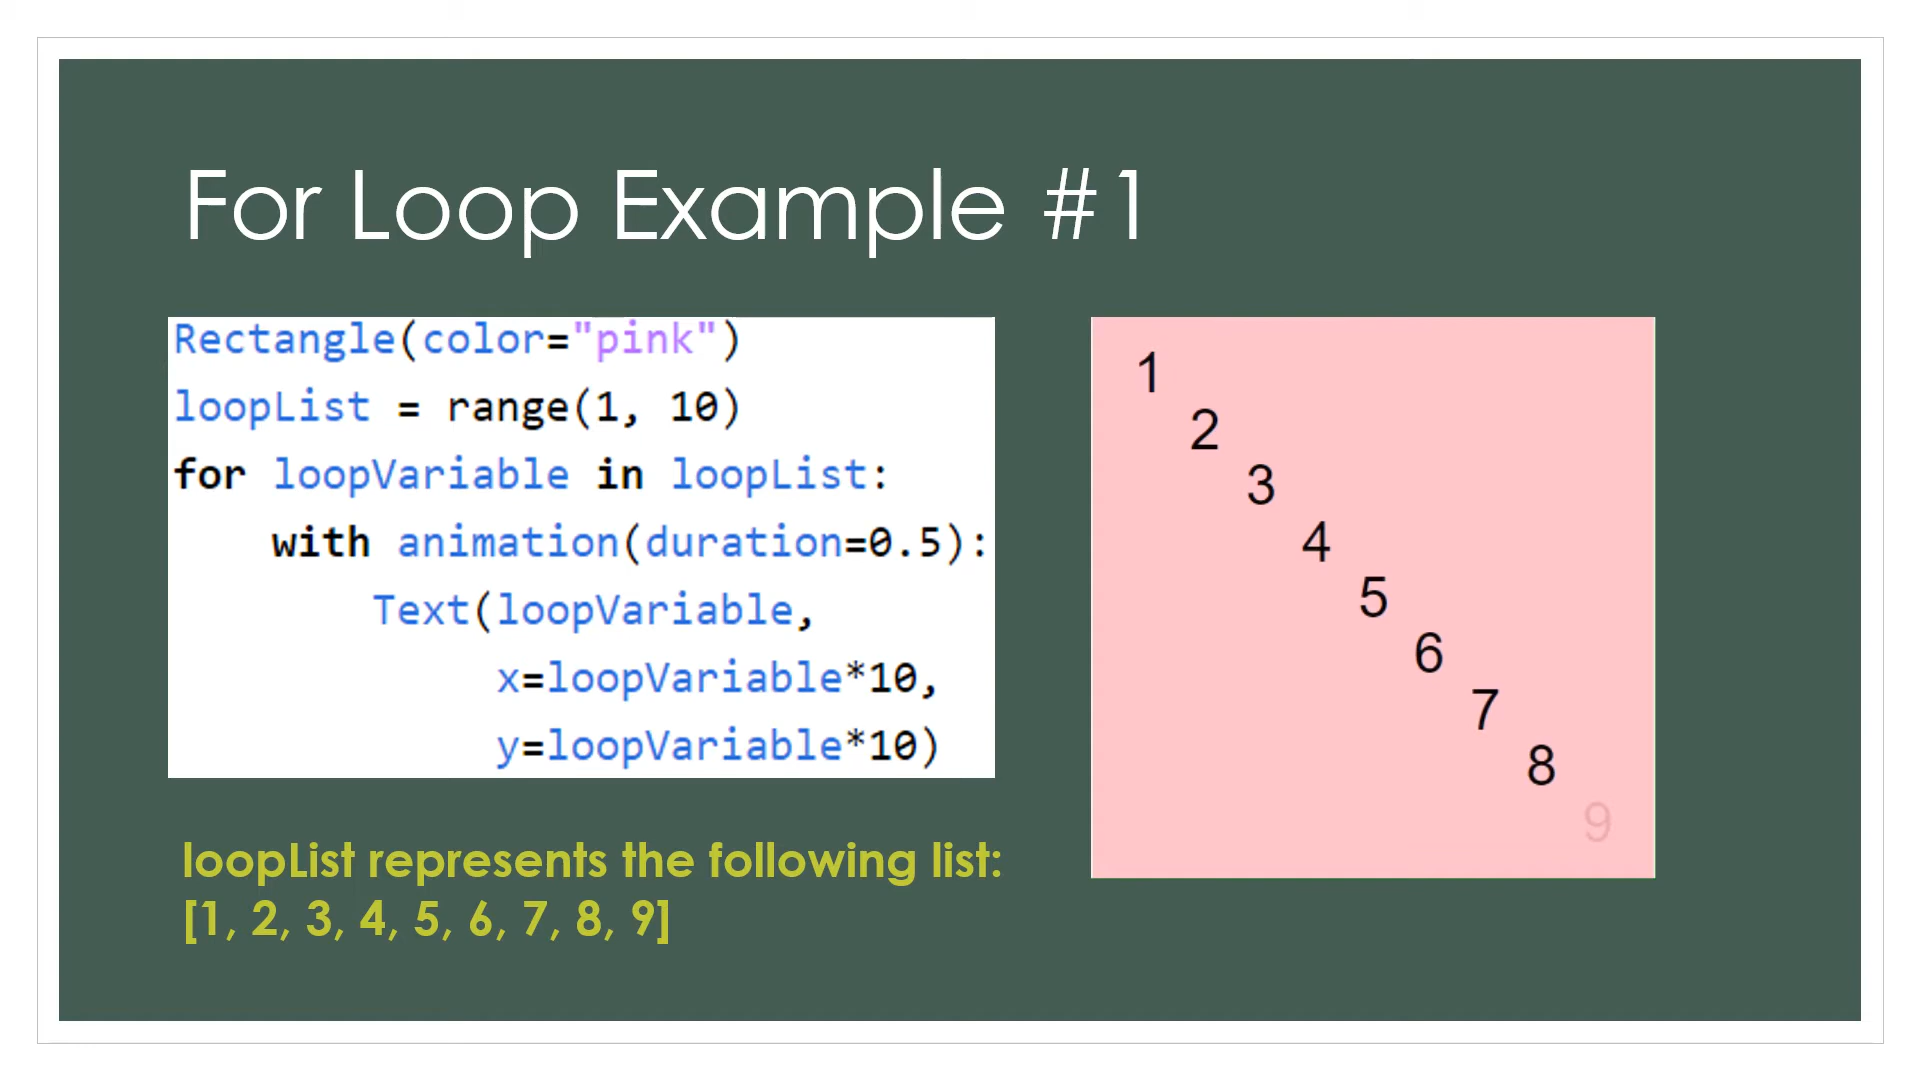 For Loop Example #1
Rectangle(color="pink")
loopList = range(1, 10)
for loopVariable in loopList:
    with animation(duration=0.5):
        Text(loopVariable,
            x=loopVariable*10,
            y=loopVariable*10)
loopList represents the following list:
[1, 2, 3, 4, 5, 6, 7, 8, 9]
1
2
3
4
5
6
7
8
9